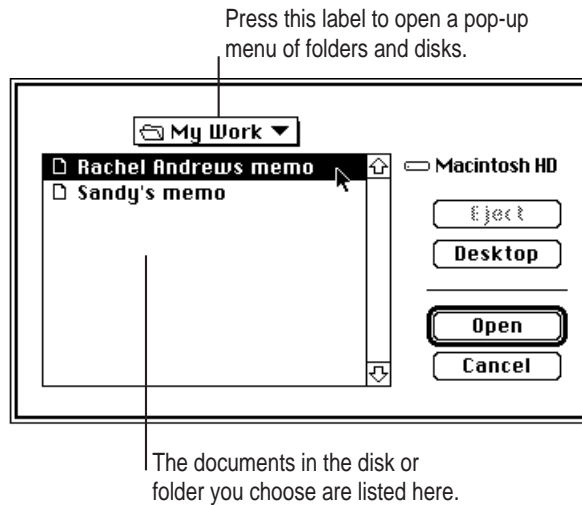 Press this label to open a pop-up
menu of folders and disks.
My Work
Rachel Andrews memo
Sandy's memo
Macintosh HD
Eject
Desktop
Open
Cancel
The documents in the disk or
folder you choose are listed here.